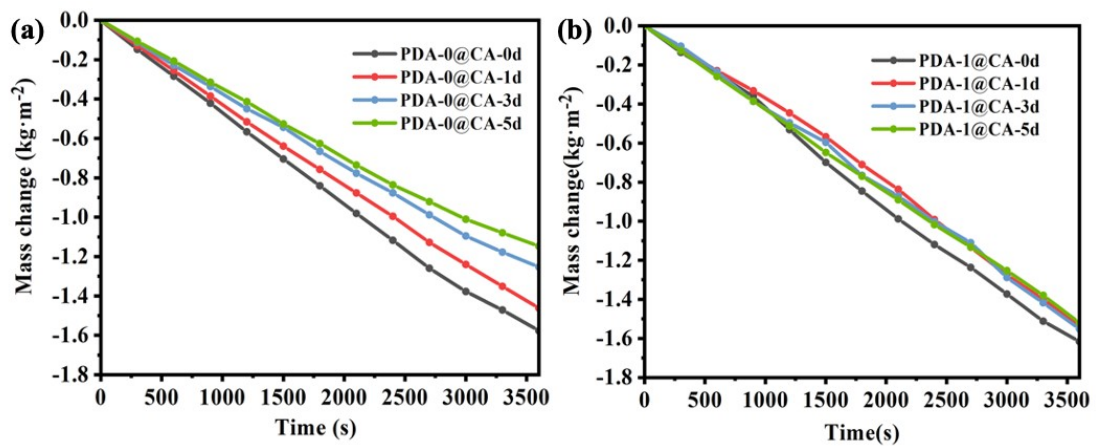 (a)
Mass change (kg·m⁻²)
0.0
-0.2
-0.4
-0.6
-0.8
-1.0
-1.2
-1.4
-1.6
-1.8
PDA-0@CA-0d
PDA-0@CA-1d
PDA-0@CA-3d
PDA-0@CA-5d
0 500 1000 1500 2000 2500 3000 3500
Time (s)
(b)
Mass change(kg·m⁻²)
0.0
-0.2
-0.4
-0.6
-0.8
-1.0
-1.2
-1.4
-1.6
-1.8
PDA-1@CA-0d
PDA-1@CA-1d
PDA-1@CA-3d
PDA-1@CA-5d
0 500 1000 1500 2000 2500 3000 3500
Time(s)